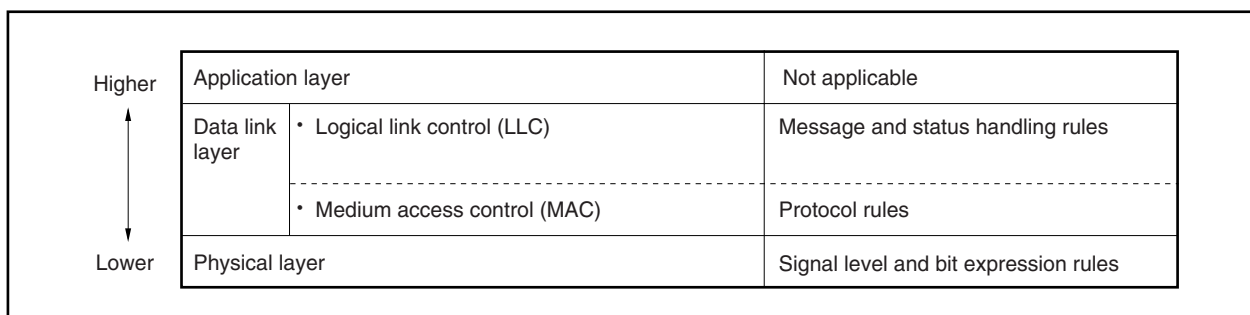 Higher
Application layer
Not applicable
Data link
layer
• Logical link control (LLC)
Message and status handling rules
• Medium access control (MAC)
Protocol rules
Lower
Physical layer
Signal level and bit expression rules